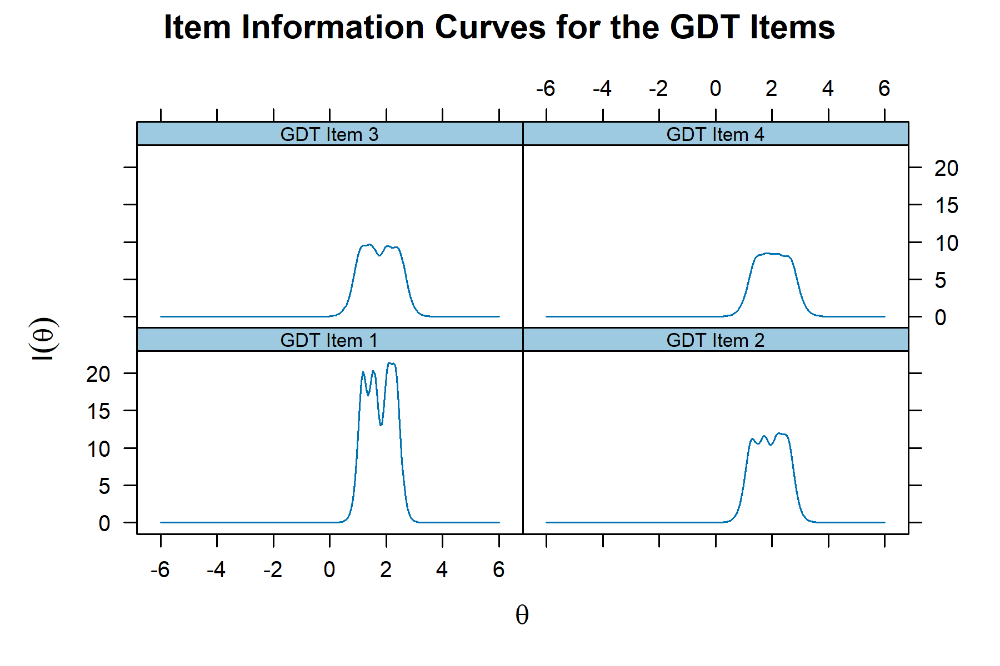 Item Information Curves for the GDT Items
-6 -4 -2 0 2 4 6
GDT Item 3 GDT Item 4
20
15
10
5
0
I(θ)
GDT Item 1 GDT Item 2
20
15
10
5
0
-6 -4 -2 0 2 4 6
θ